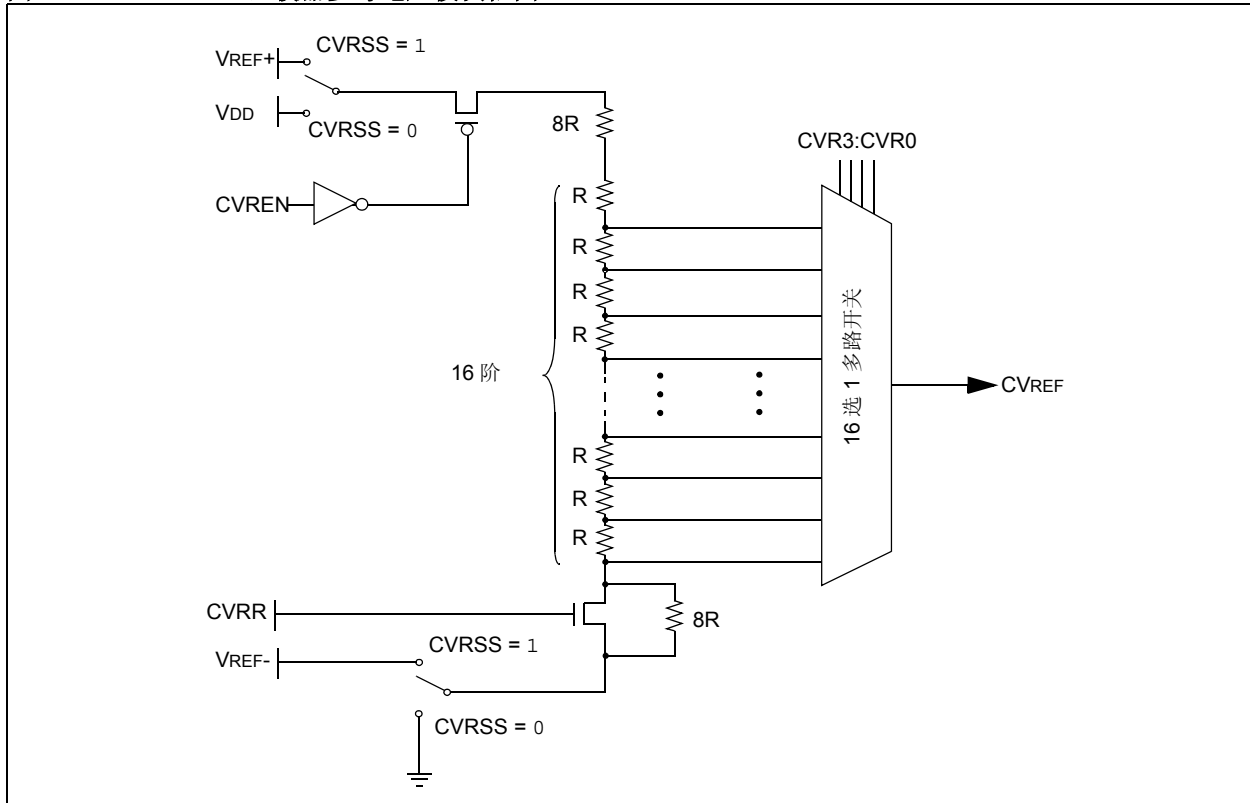 CVRSS = 1
VREF+
VDD
CVRSS = 0
8R
CVREN
CVR3:CVR0
R
R
R
R
16 阶
16 选 1 多路开关
CVREF
R
R
R
CVRR
8R
CVRSS = 1
VREF-
CVRSS = 0